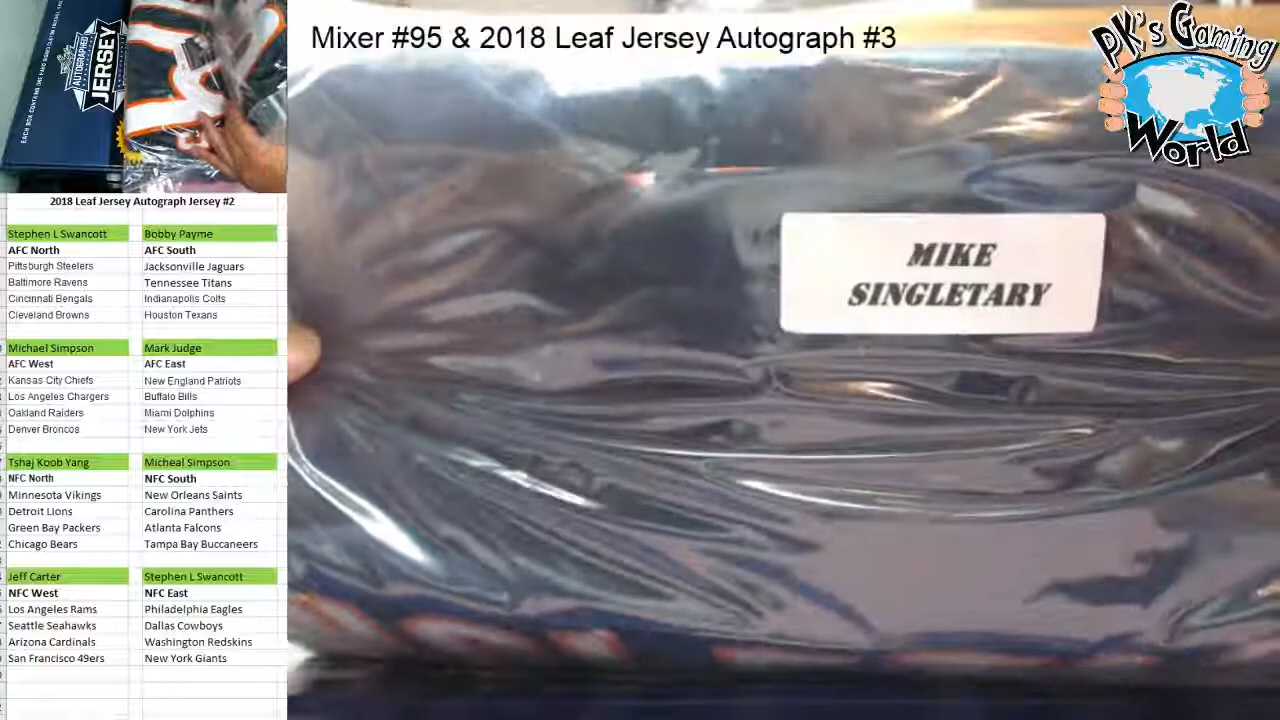 Mixer #95 & 2018 Leaf Jersey Autograph #3
PK's Gaming
World
EACH BOX CONTAINS ONE
AUTOGRAPHED
JERSEY
MIKE
SINGLETARY
2018 Leaf Jersey Autograph Jersey #2
Stephen L Swancott Bobby Payme
AFC North AFC South
Pittsburgh Steelers Jacksonville Jaguars
Baltimore Ravens Tennessee Titans
Cincinnati Bengals Indianapolis Colts
Cleveland Browns Houston Texans
Michael Simpson Mark Judge
AFC West AFC East
Kansas City Chiefs New England Patriots
Los Angeles Chargers Buffalo Bills
Oakland Raiders Miami Dolphins
Denver Broncos New York Jets
Tshaj Koob Yang Micheal Simpson
NFC North NFC South
Minnesota Vikings New Orleans Saints
Detroit Lions Carolina Panthers
Green Bay Packers Atlanta Falcons
Chicago Bears Tampa Bay Buccaneers
Jeff Carter Stephen L Swancott
NFC West NFC East
Los Angeles Rams Philadelphia Eagles
Seattle Seahawks Dallas Cowboys
Arizona Cardinals Washington Redskins
San Francisco 49ers New York Giants